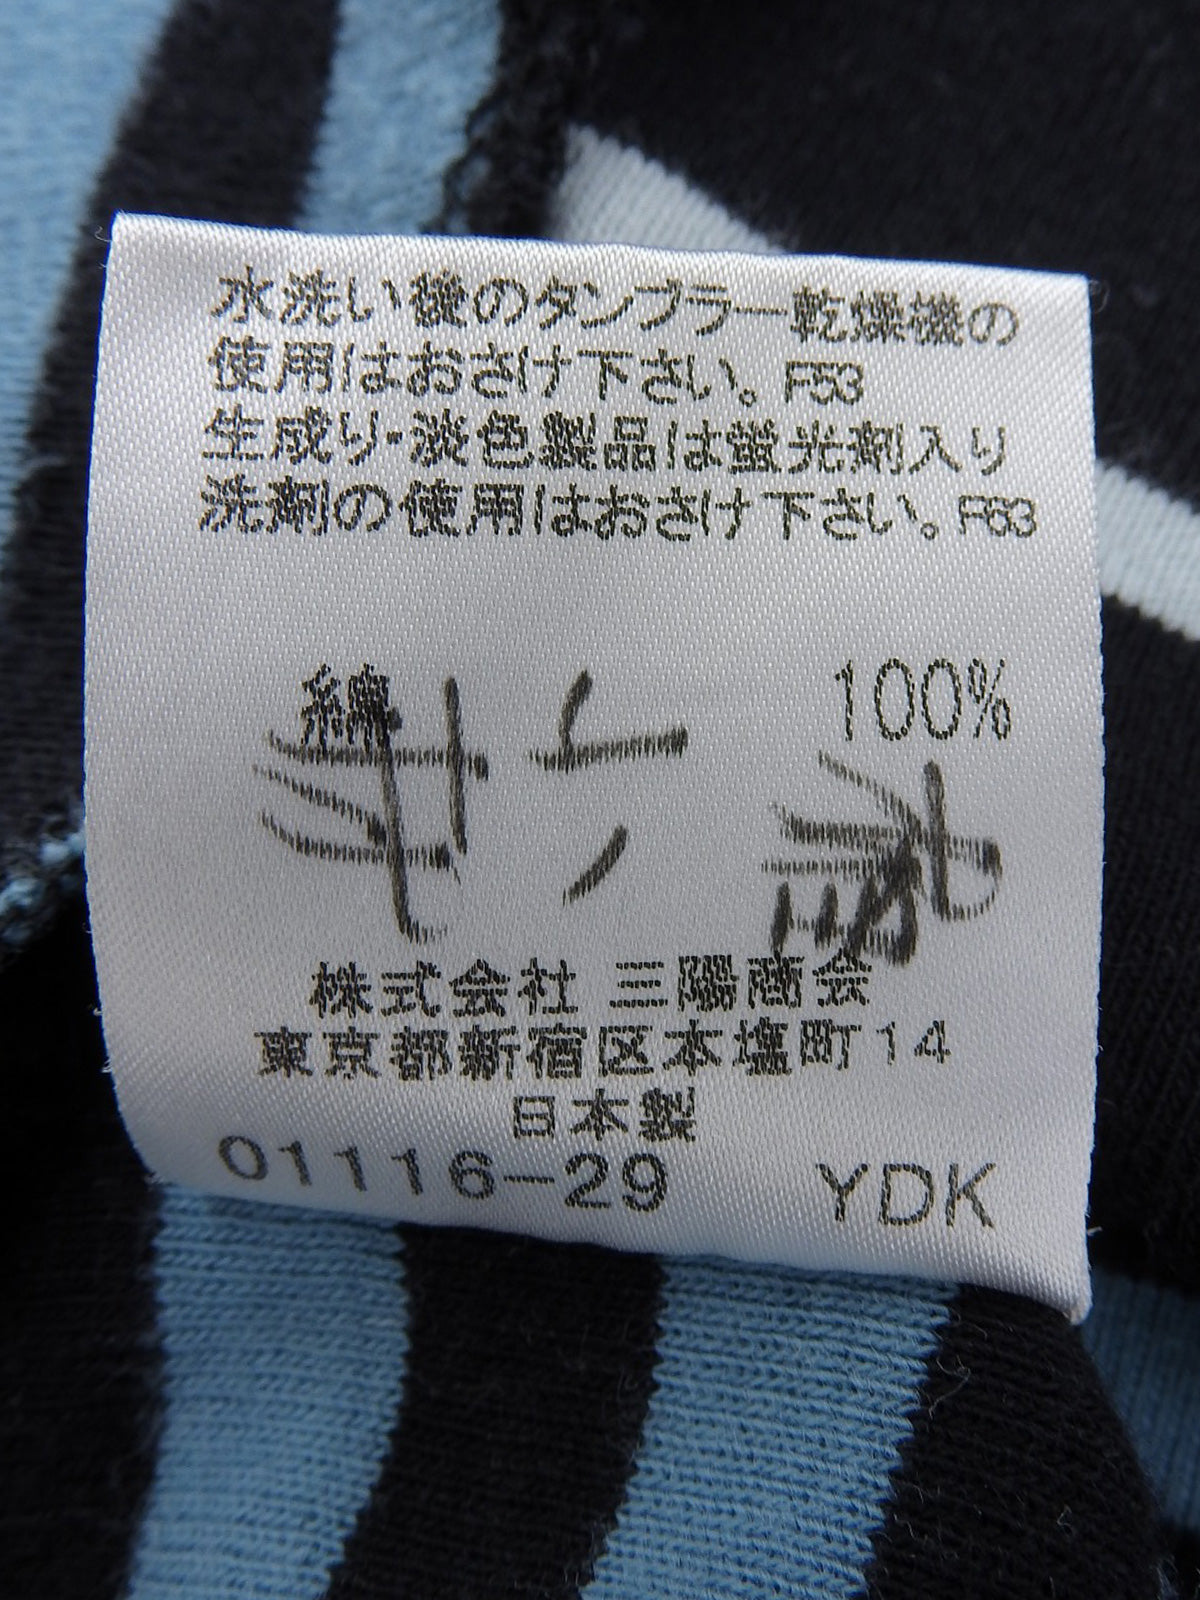 水洗い後のタンブラー乾燥機の
使用はおさけ下さい。F53
生成り・淡色製品は蛍光剤入り
洗剤の使用はおさけ下さい。F63
綿 100%
株式会社 三陽商会
東京都新宿区本塩町14
日本製
01116-29 YDK